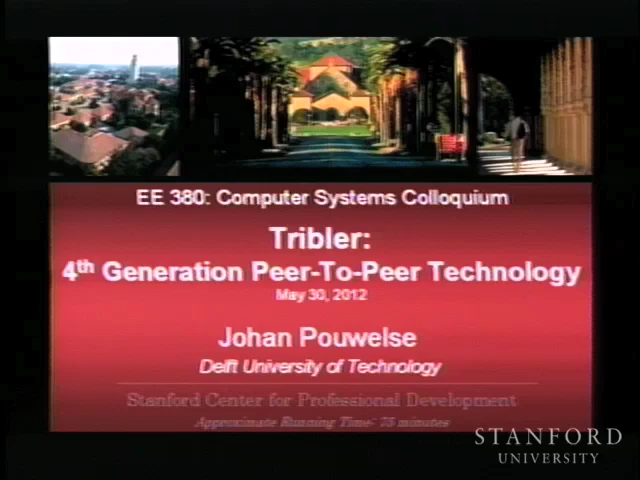 EE 380: Computer Systems Colloquium
Tribler:
4th Generation Peer-To-Peer Technology
May 30, 2012
Johan Pouwelse
Delft University of Technology
Stanford Center for Professional Development
Approximate Running Time- 75 minutes
STANFORD
UNIVERSITY